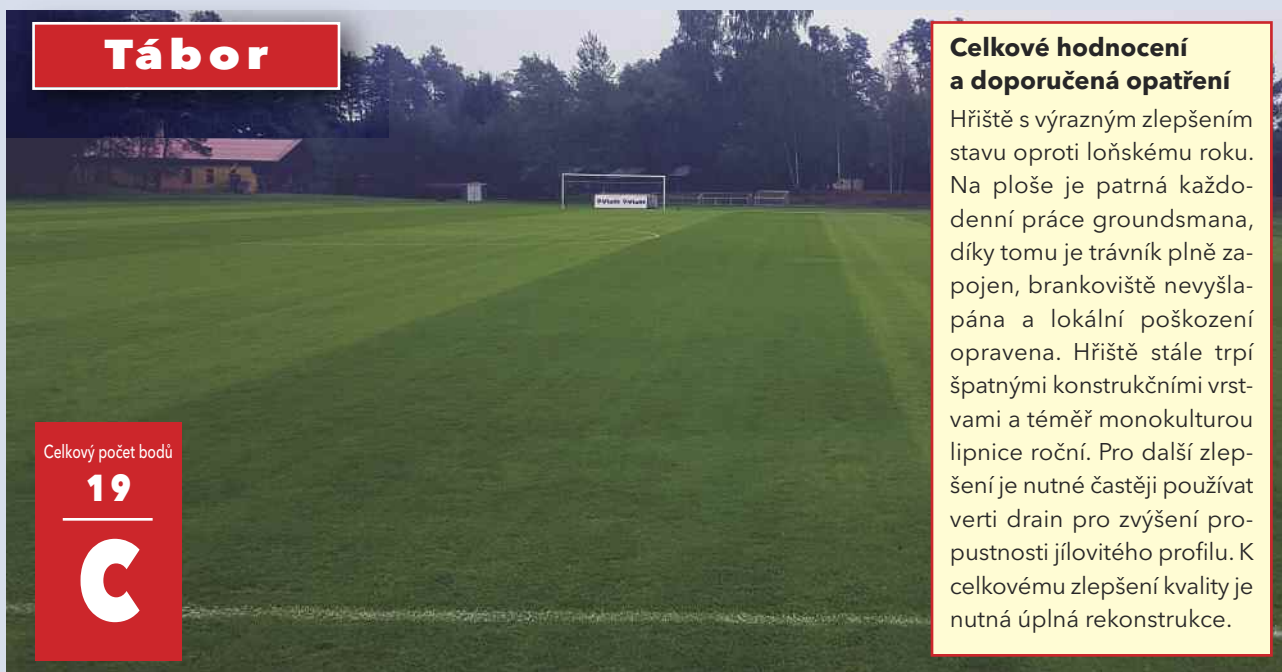 Tábor
Celkový počet bodů
19
C
Celkové hodnocení
a doporučená opatření
Hřiště s výrazným zlepšením
stavu oproti loňskému roku.
Na ploše je patrná každo-
denní práce groundsmana,
díky tomu je trávník plně za-
pojen, brankoviště nevyšla-
pána a lokální poškození
opravena. Hřiště stále trpí
špatnými konstrukčními vrst-
vami a téměř monokulturou
lipnice roční. Pro další zlep-
šení je nutné častěji používat
verti drain pro zvýšení pro-
pustnosti jílovitého profilu. K
celkovému zlepšení kvality je
nutná úplná rekonstrukce.